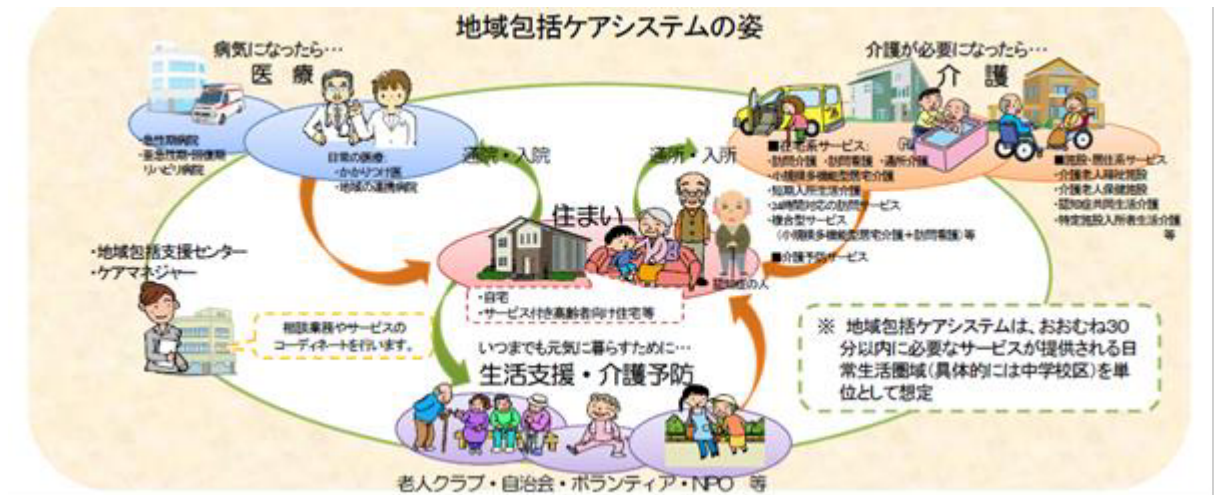 地域包括ケアシステムの姿
病気になったら…
医 療
介護が必要になったら…
介 護
・急性期病院
・亜急性期・回復期
リハビリ病院
日常の医療:
・かかりつけ医
・地域の連携病院
通院・入院
通所・入所
■在宅系サービス:
・訪問介護 ・訪問看護 ・通所介護
・小規模多機能型居宅介護
・短期入所生活介護
・24時間対応の訪問サービス
・複合型サービス
(小規模多機能型居宅介護+訪問看護)等
■介護予防サービス
■施設・居住系サービス
・介護老人福祉施設
・介護老人保健施設
・認知症共同生活介護
・特定施設入所者生活介護
等
住まい
認知症の人
・自宅
・サービス付き高齢者向け住宅等
・地域包括支援センター
・ケアマネジャー
相談業務やサービスの
コーディネートを行います。
いつまでも元気に暮らすために…
生活支援・介護予防
※ 地域包括ケアシステムは、おおむね30
分以内に必要なサービスが提供される日
常生活圏域(具体的には中学校区)を単
位として想定
老人クラブ・自治会・ボランティア・NPO 等